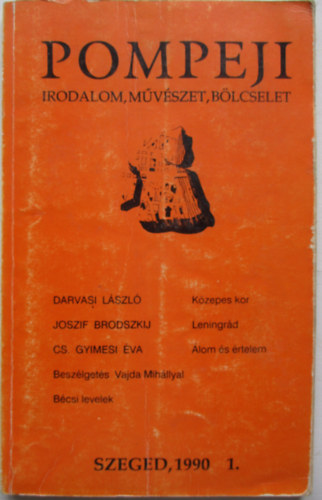 POMPEJI
IRODALOM, MŰVÉSZET, BÖLCSELET
DARVASI LÁSZLÓ Közepes kor
JOSZIF BRODSZKIJ Leningrád
CS. GYIMESI ÉVA Álom és értelem
Beszélgetés Vajda Mihállyal
Bécsi levelek
SZEGED, 1990 1.